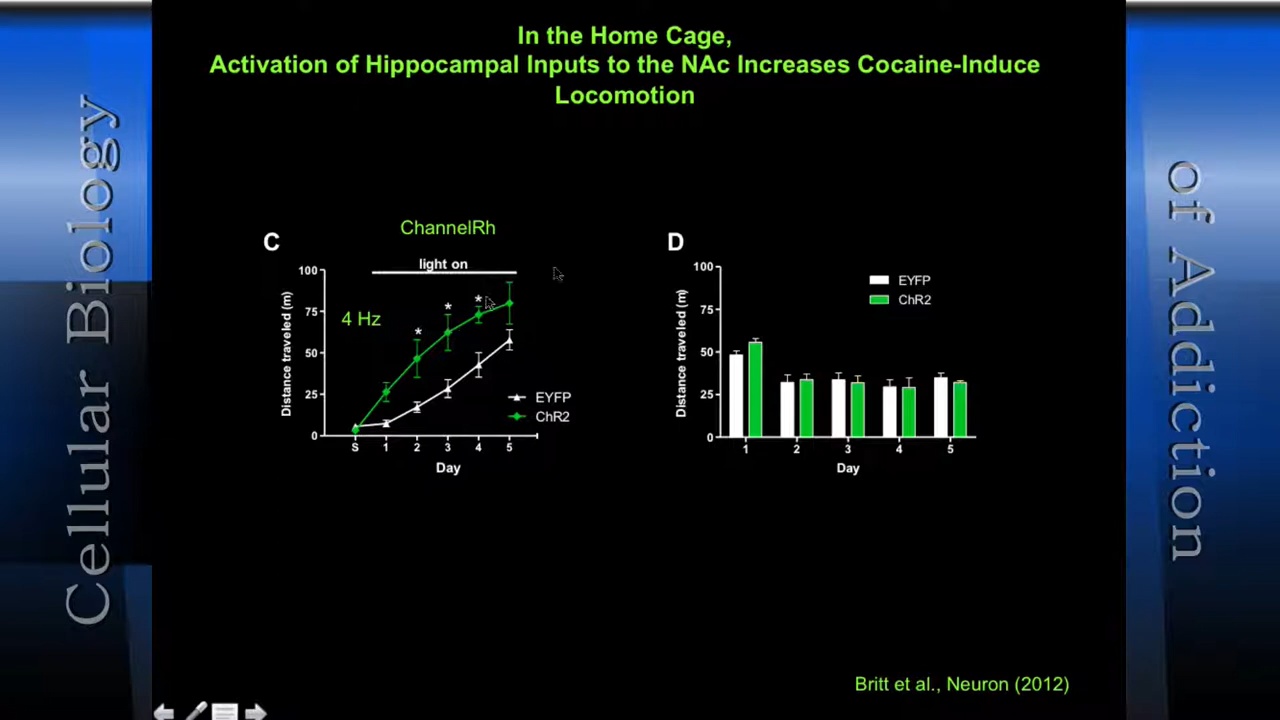 In the Home Cage,
Activation of Hippocampal Inputs to the NAc Increases Cocaine-Induce
Locomotion
Cellular Biology
of Addiction
C
ChannelRh
light on
4 Hz
Distance traveled (m)
100
75
50
25
0
* * *
EYFP
ChR2
S 1 2 3 4 5
Day
D
Distance traveled (m)
100
75
50
25
0
EYFP
ChR2
1 2 3 4 5
Day
Britt et al., Neuron (2012)